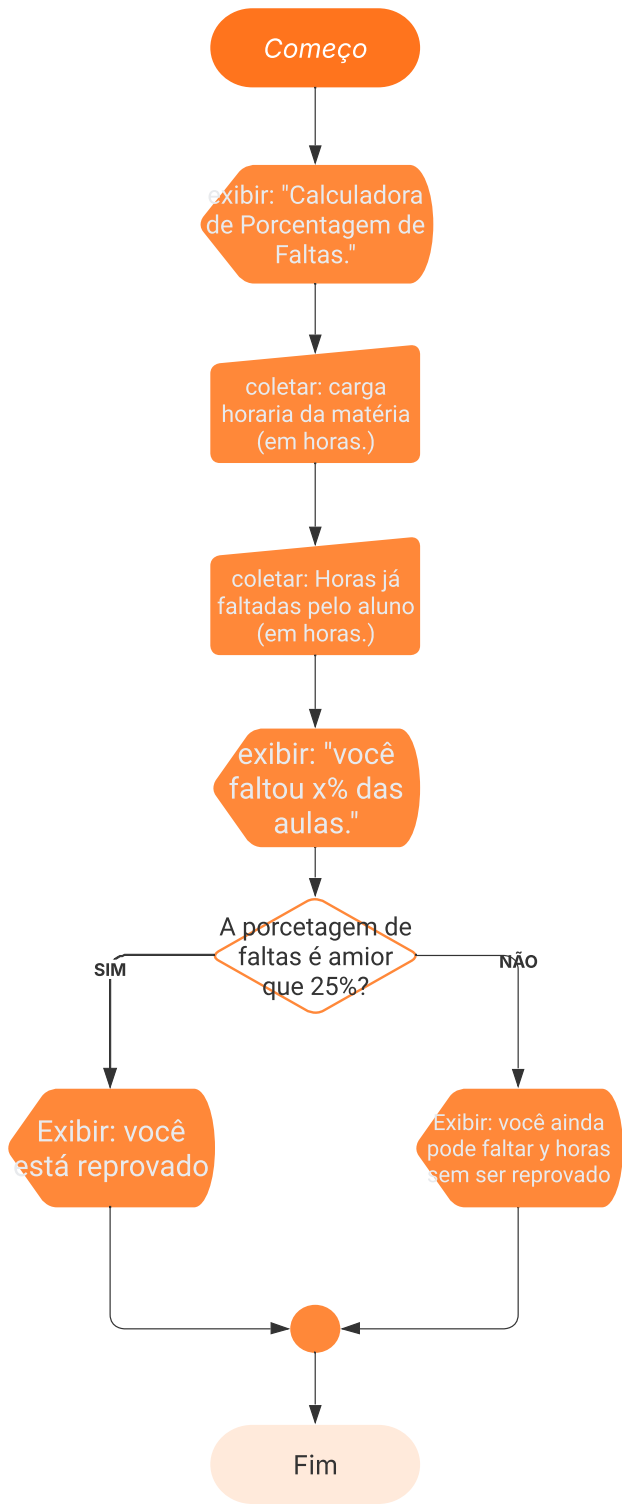 Começo
exibir: "Calculadora
de Porcentagem de
Faltas."
coletar: carga
horaria da matéria
(em horas.)
coletar: Horas já
faltadas pelo aluno
(em horas.)
exibir: "você
faltou x% das
aulas."
A porcetagem de
faltas é amior
que 25%?
SIM
NÃO
Exibir: você
está reprovado
Exibir: você ainda
pode faltar y horas
sem ser reprovado
Fim